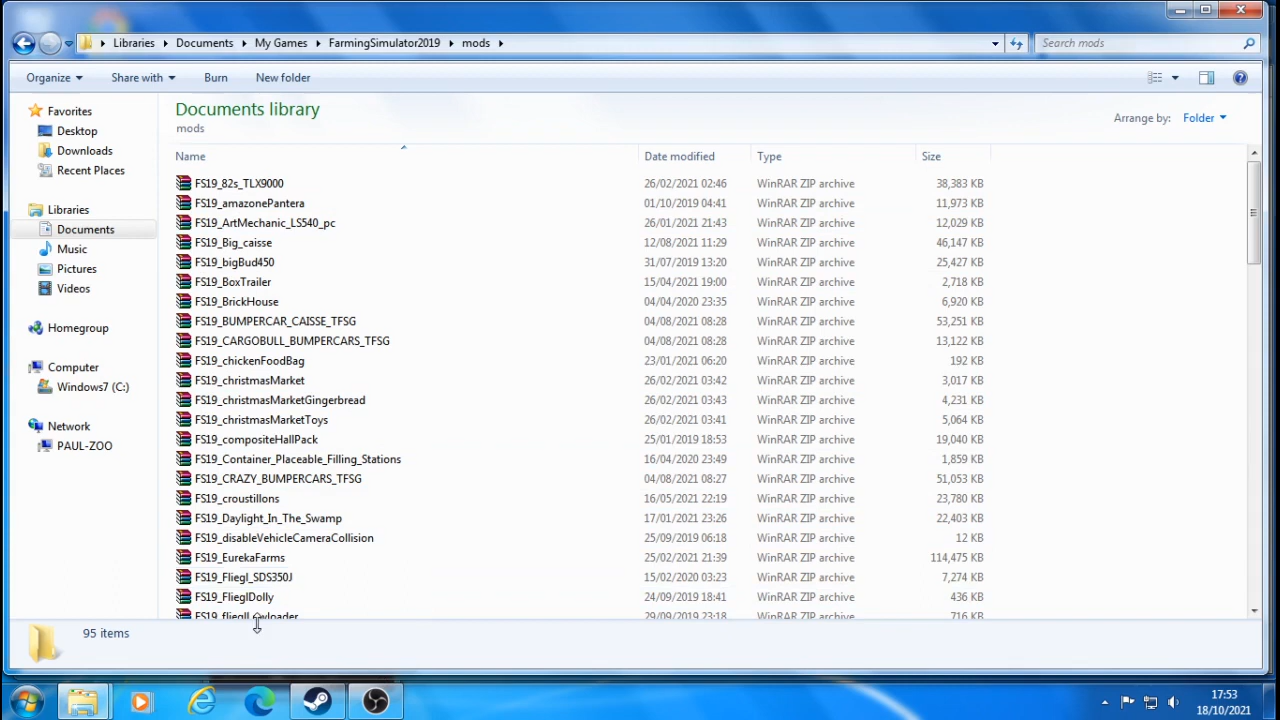 Libraries Documents My Games FarmingSimulator2019 mods Search mods
Organize Share with Burn New folder
Documents library
mods
Arrange by: Folder
Favorites
Desktop
Downloads
Recent Places
Libraries
Documents
Music
Pictures
Videos
Homegroup
Computer
Windows7 (C:)
Network
PAUL-ZOO
Name Date modified Type Size
FS19_82s_TLX9000 26/02/2021 02:46 WinRAR ZIP archive 38,383 KB
FS19_amazonePantera 01/10/2019 04:41 WinRAR ZIP archive 11,973 KB
FS19_ArtMechanic_LS540_pc 26/01/2021 21:43 WinRAR ZIP archive 12,029 KB
FS19_Big_caisse 12/08/2021 11:29 WinRAR ZIP archive 46,147 KB
FS19_bigBud450 31/07/2019 13:20 WinRAR ZIP archive 25,427 KB
FS19_BoxTrailer 15/04/2021 19:00 WinRAR ZIP archive 2,718 KB
FS19_BrickHouse 04/04/2020 23:35 WinRAR ZIP archive 6,920 KB
FS19_BUMPERCAR_CAISSE_TFSG 04/08/2021 08:28 WinRAR ZIP archive 53,251 KB
FS19_CARGOBULL_BUMPERCARS_TFSG 04/08/2021 08:28 WinRAR ZIP archive 13,122 KB
FS19_chickenFoodBag 23/01/2021 06:20 WinRAR ZIP archive 192 KB
FS19_christmasMarket 26/02/2021 03:42 WinRAR ZIP archive 3,017 KB
FS19_christmasMarketGingerbread 26/02/2021 03:43 WinRAR ZIP archive 4,231 KB
FS19_christmasMarketToys 26/02/2021 03:41 WinRAR ZIP archive 5,064 KB
FS19_compositeHallPack 25/01/2019 18:53 WinRAR ZIP archive 19,040 KB
FS19_Container_Placeable_Filling_Stations 16/04/2020 23:49 WinRAR ZIP archive 1,859 KB
FS19_CRAZY_BUMPERCARS_TFSG 04/08/2021 08:27 WinRAR ZIP archive 51,053 KB
FS19_croustillons 16/05/2021 22:19 WinRAR ZIP archive 23,780 KB
FS19_Daylight_In_The_Swamp 17/01/2021 23:26 WinRAR ZIP archive 22,403 KB
FS19_disableVehicleCameraCollision 25/09/2019 06:18 WinRAR ZIP archive 12 KB
FS19_EurekaFarms 25/02/2021 21:39 WinRAR ZIP archive 114,475 KB
FS19_Fliegl_SDS350J 15/02/2020 03:23 WinRAR ZIP archive 7,274 KB
FS19_FlieglDolly 24/09/2019 18:41 WinRAR ZIP archive 436 KB
29/09/2019 23:18 WinRAR ZIP archive 716 KB
95 items
17:53
18/10/2021